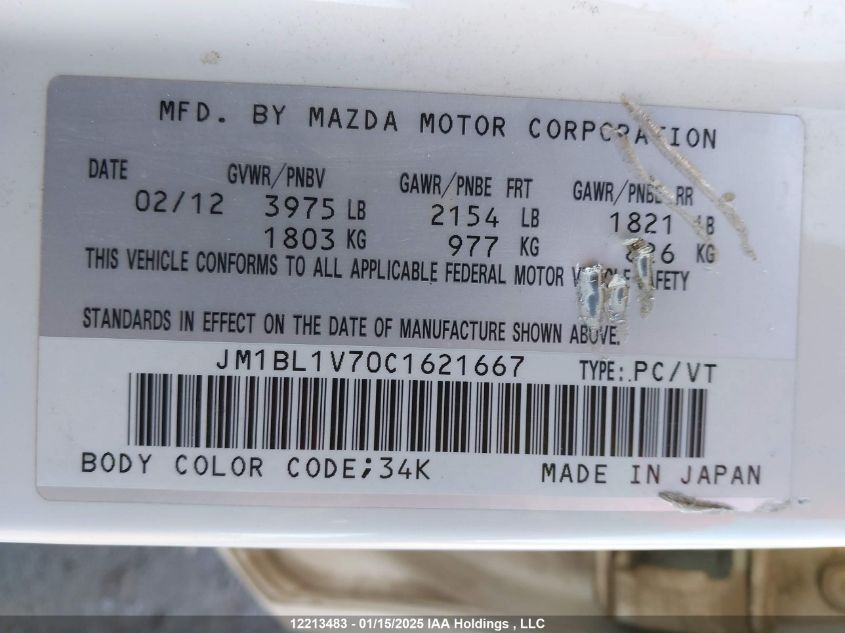 MFD. BY MAZDA MOTOR CORPORATION
DATE GVWR/PNBV GAWR/PNBE FRT GAWR/PNBE RR
02/12 3975 LB 2154 LB 1821 LB
1803 KG 977 KG KG
THIS VEHICLE CONFORMS TO ALL APPLICABLE FEDERAL MOTOR VEHICLE SAFETY
STANDARDS IN EFFECT ON THE DATE OF MANUFACTURE SHOWN ABOVE.
JM1BL1V70C1621667 TYPE: PC/VT
BODY COLOR CODE;34K MADE IN JAPAN
12213483 - 01/15/2025 IAA Holdings , LLC